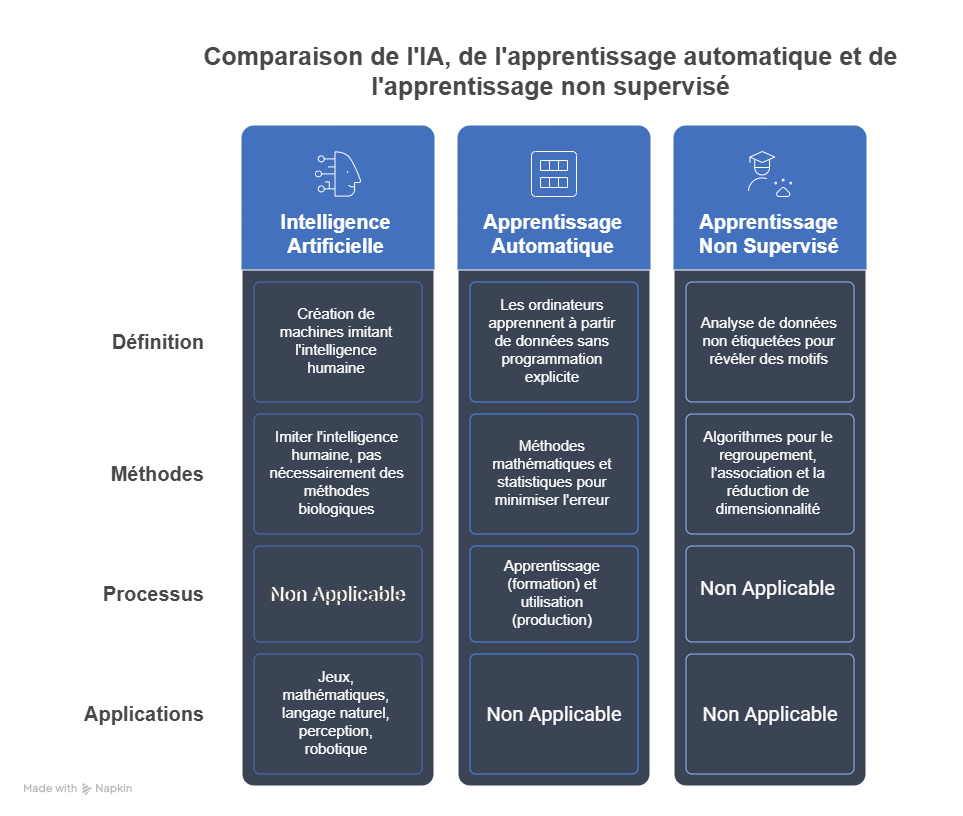 Comparaison de l'IA, de l'apprentissage automatique et de
l'apprentissage non supervisé
Intelligence
Artificielle
Apprentissage
Automatique
Apprentissage
Non Supervisé
Définition
Création de
machines imitant
l'intelligence
humaine
Les ordinateurs
apprennent à partir
de données sans
programmation
explicite
Analyse de données
non étiquetées pour
révéler des motifs
Méthodes
Imiter l'intelligence
humaine, pas
nécessairement des
méthodes
biologiques
Méthodes
mathématiques et
statistiques pour
minimiser l'erreur
Algorithmes pour le
regroupement,
l'association et la
réduction de
dimensionnalité
Processus
Non Applicable
Apprentissage
(formation) et
utilisation
(production)
Non Applicable
Applications
Jeux,
mathématiques,
langage naturel,
perception,
robotique
Non Applicable
Non Applicable
Made with Napkin